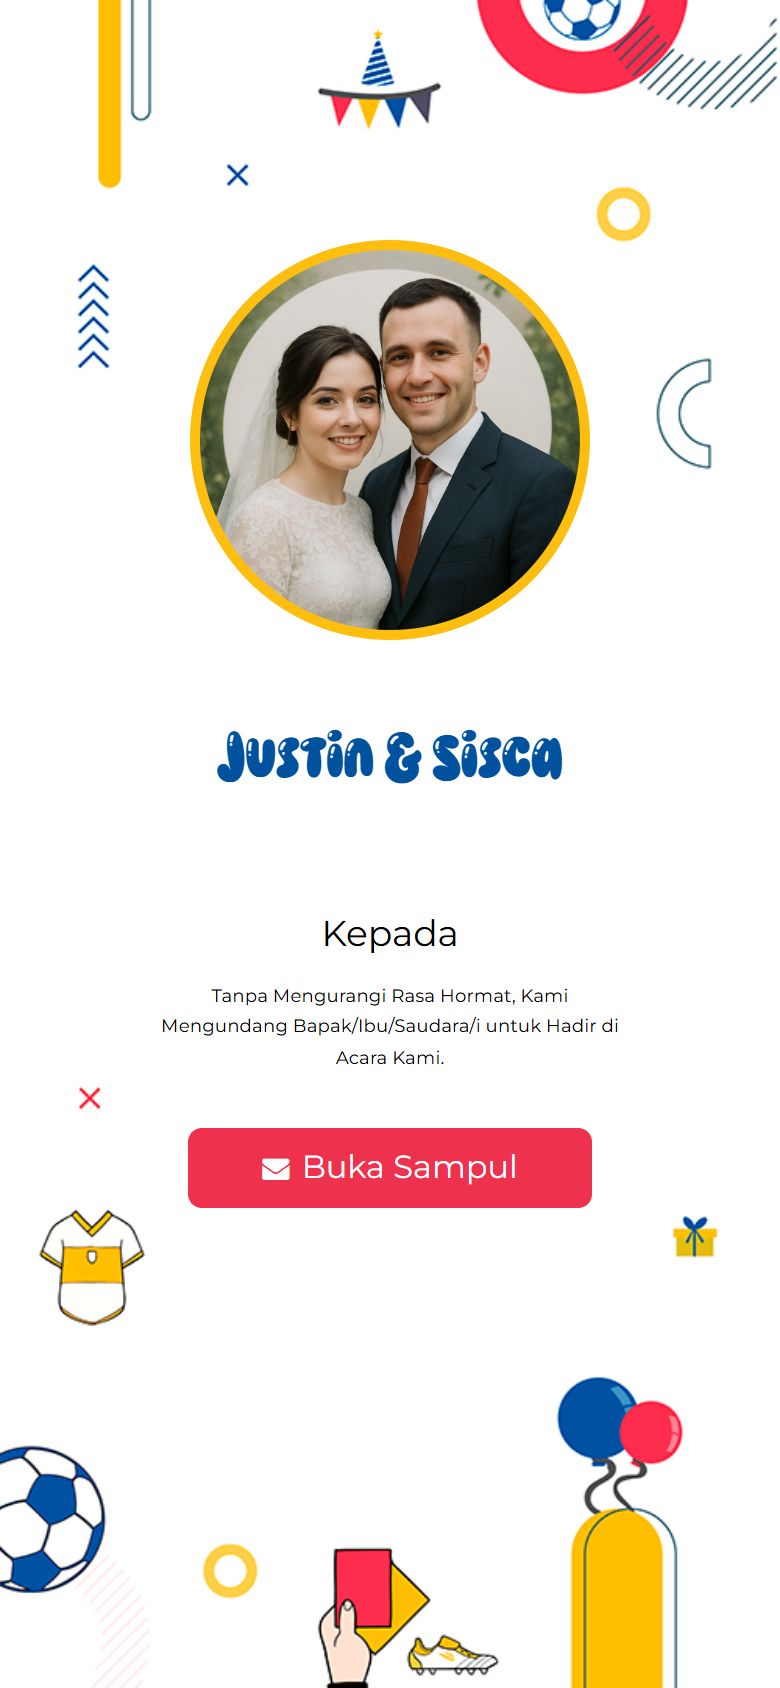 Justin & Sisca
Kepada
Tanpa Mengurangi Rasa Hormat, Kami
Mengundang Bapak/Ibu/Saudara/i untuk Hadir di
Acara Kami.
Buka Sampul